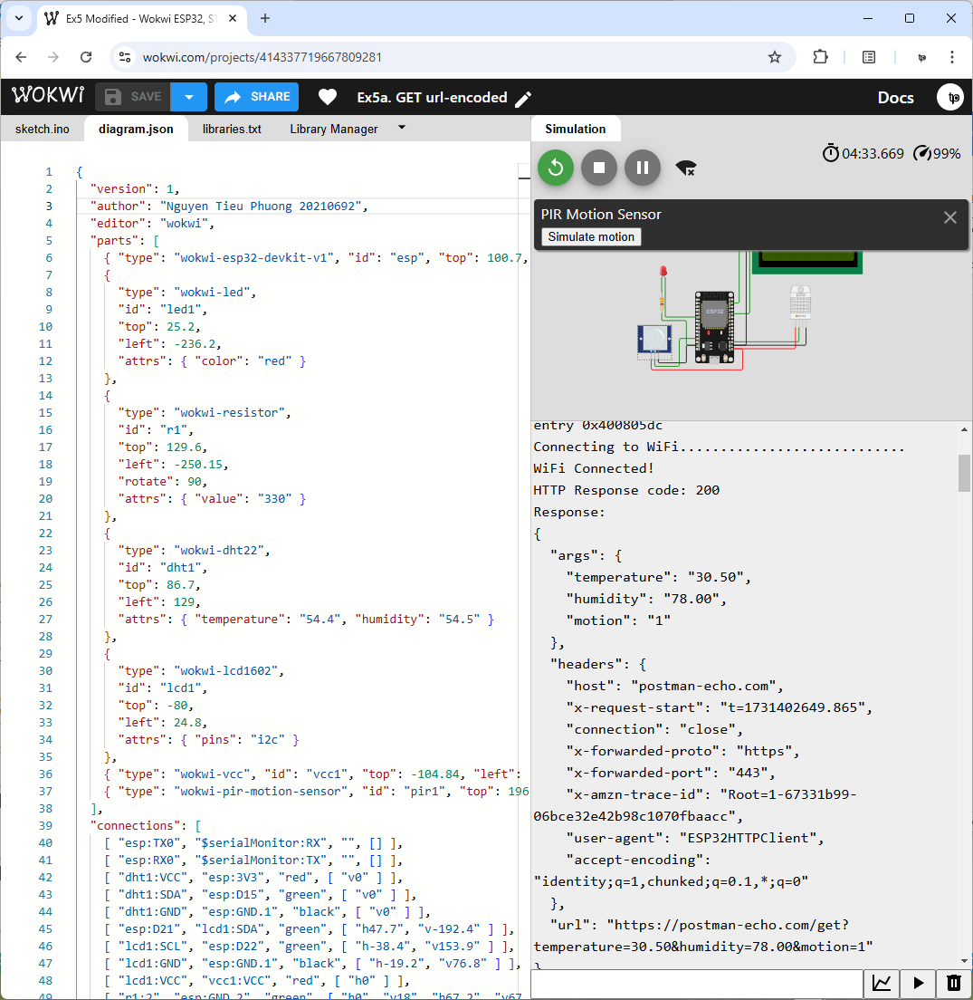 Ex5 Modified - Wokwi ESP32, ST
wokwi.com/projects/414337719667809281
WOKWI
SAVE
SHARE
Ex5a. GET url-encoded
Docs
sketch.ino
diagram.json
libraries.txt
Library Manager
1 {
2 "version": 1,
3 "author": "Nguyen Tieu Phuong 20210692",
4 "editor": "wokwi",
5 "parts": [
6 { "type": "wokwi-esp32-devkit-v1", "id": "esp", "top": 100.7,
7 {
8 "type": "wokwi-led",
9 "id": "led1",
10 "top": 25.2,
11 "left": -236.2,
12 "attrs": { "color": "red" }
13 },
14 {
15 "type": "wokwi-resistor",
16 "id": "r1",
17 "top": 129.6,
18 "left": -250.15,
19 "rotate": 90,
20 "attrs": { "value": "330" }
21 },
22 {
23 "type": "wokwi-dht22",
24 "id": "dht1",
25 "top": 86.7,
26 "left": 129,
27 "attrs": { "temperature": "54.4", "humidity": "54.5" }
28 },
29 {
30 "type": "wokwi-lcd1602",
31 "id": "lcd1",
32 "top": -80,
33 "left": 24.8,
34 "attrs": { "pins": "i2c" }
35 },
36 { "type": "wokwi-vcc", "id": "vcc1", "top": -104.84, "left":
37 { "type": "wokwi-pir-motion-sensor", "id": "pir1", "top": 196
38 ],
39 "connections": [
40 [ "esp:TX0", "$serialMonitor:RX", "", [] ],
41 [ "esp:RX0", "$serialMonitor:TX", "", [] ],
42 [ "dht1:VCC", "esp:3V3", "red", [ "v0" ] ],
43 [ "dht1:SDA", "esp:D15", "green", [ "v0" ] ],
44 [ "dht1:GND", "esp:GND.1", "black", [ "v0" ] ],
45 [ "esp:D21", "lcd1:SDA", "green", [ "h47.7", "v-192.4" ] ],
46 [ "lcd1:SCL", "esp:D22", "green", [ "h-38.4", "v153.9" ] ],
47 [ "lcd1:GND", "esp:GND.1", "black", [ "h-19.2", "v76.8" ] ],
48 [ "lcd1:VCC", "vcc1:VCC", "red", [ "h0" ] ],
49 [ "r1:2", "esp:GND.2", "green", [ "h0", "v18", "h67.2", "v67
Simulation
04:33.669
99%
PIR Motion Sensor
Simulate motion
ESP32
entry 0x400805dc
Connecting to WiFi............................
WiFi Connected!
HTTP Response code: 200
Response:
{
"args": {
"temperature": "30.50",
"humidity": "78.00",
"motion": "1"
},
"headers": {
"host": "postman-echo.com",
"x-request-start": "t=1731402649.865",
"connection": "close",
"x-forwarded-proto": "https",
"x-forwarded-port": "443",
"x-amzn-trace-id": "Root=1-67331b99-
06bce32e42b98c1070fbaacc",
"user-agent": "ESP32HTTPClient",
"accept-encoding":
"identity;q=1,chunked;q=0.1,*;q=0"
},
"url": "https://postman-echo.com/get?
temperature=30.50&humidity=78.00&motion=1"
}